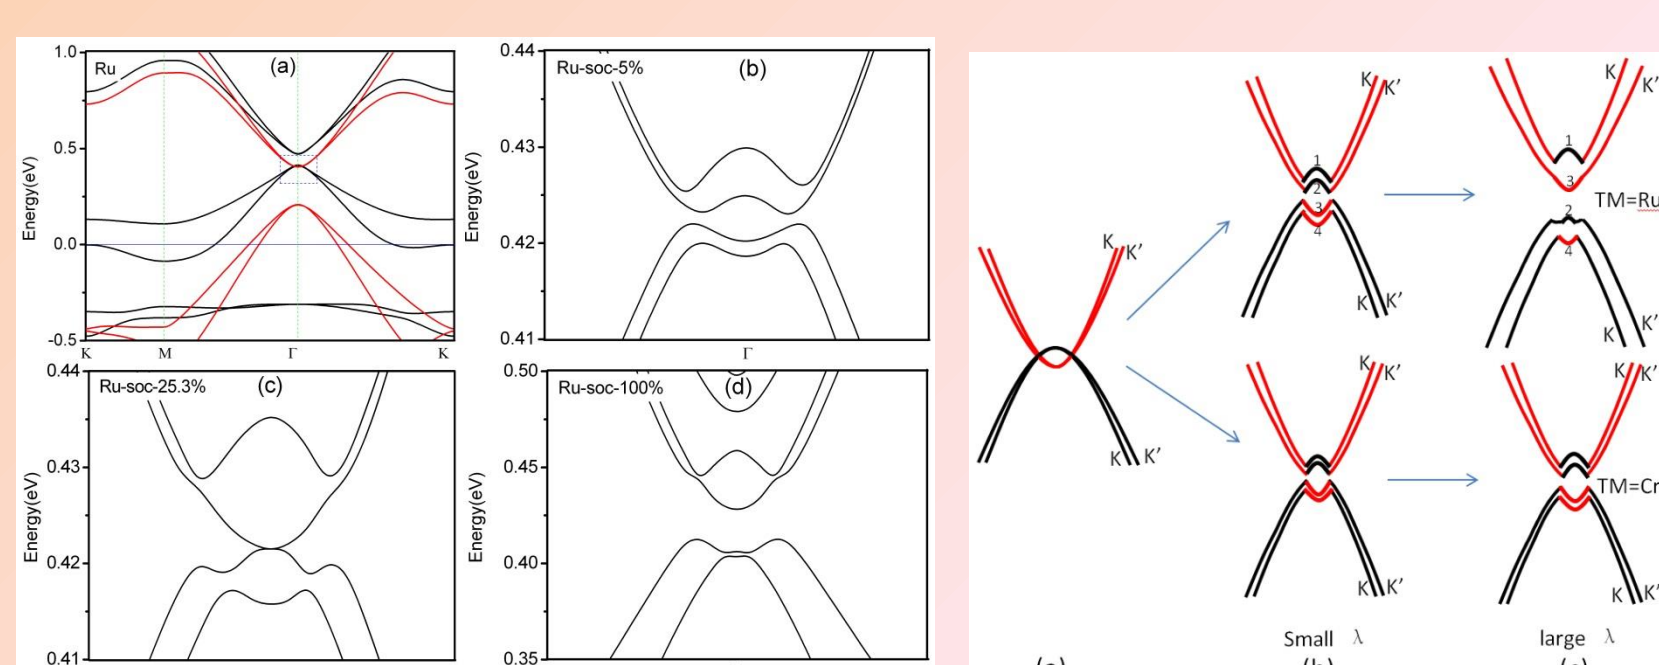 1.0
Ru
(a)
0.5
0.0
-0.5
Energy(eV)
K
M
Γ
K
0.44
Ru-soc-5%
(b)
0.43
0.42
0.41
Energy(eV)
Γ
0.44
Ru-soc-25.3%
(c)
0.43
0.42
0.41
Energy(eV)
0.50
Ru-soc-100%
(d)
0.45
0.40
0.35
Energy(eV)
K K'
K K'
K K'
1
2
3
4
K K'
K K'
1
3
TM=Ru
2
4
K K'
K K'
K K'
K K'
TM=Cr
K K'
Small λ
large λ